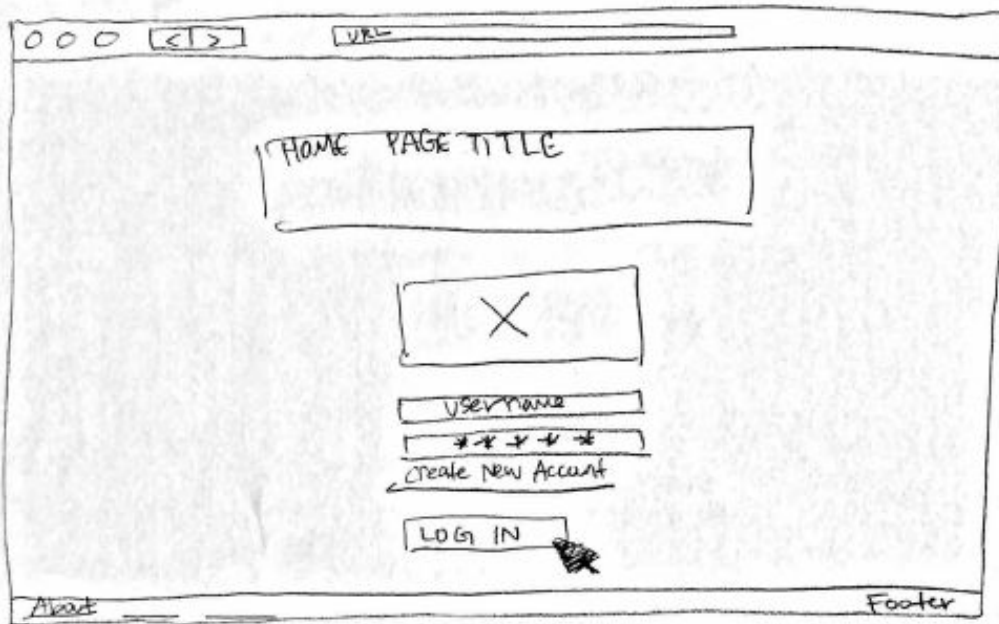 URL
HOME PAGE TITLE
username
*****
Create New Account
LOG IN
About
Footer